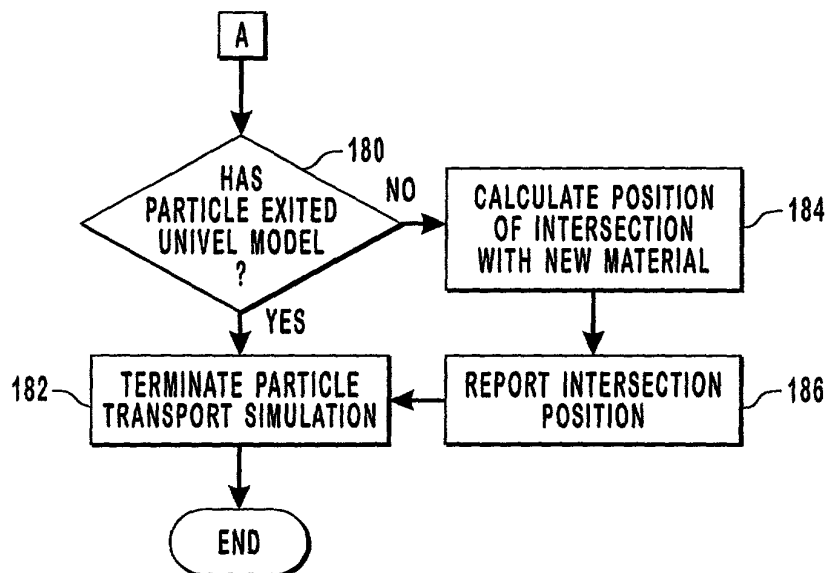 A
180
HAS
PARTICLE EXITED
UNIVEL MODEL
?
NO
CALCULATE POSITION
OF INTERSECTION
WITH NEW MATERIAL
184
YES
182
TERMINATE PARTICLE
TRANSPORT SIMULATION
REPORT INTERSECTION
POSITION
186
END